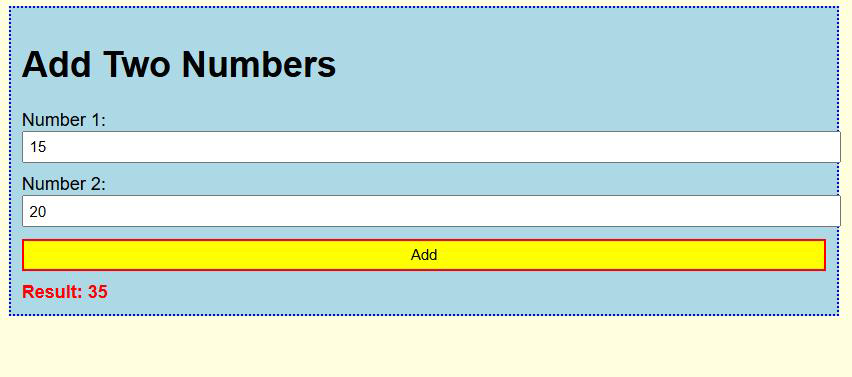 Add Two Numbers
Number 1:
15
Number 2:
20
Add
Result: 35